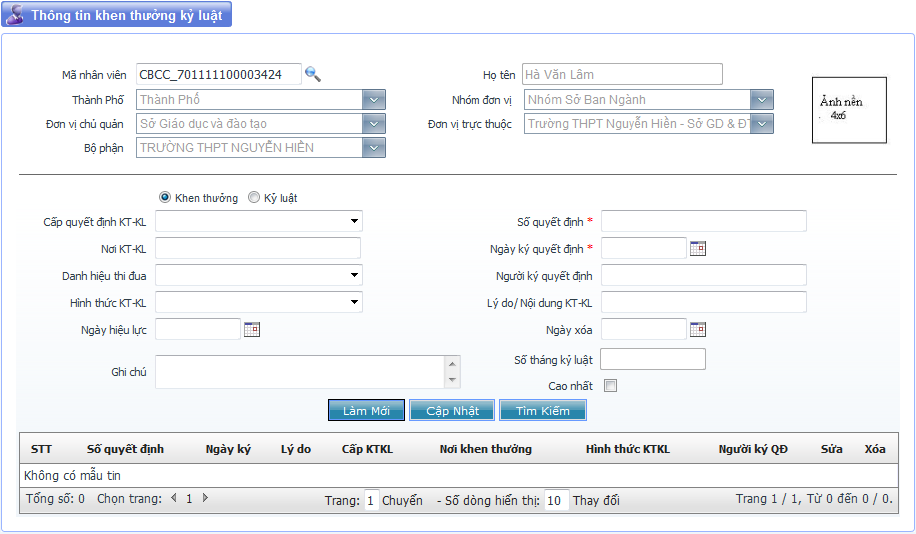 Thông tin khen thưởng kỷ luật
Mã nhân viên CBCC_701111100003424 Họ tên Hà Văn Lâm
Thành Phố Thành Phố Nhóm đơn vị Nhóm Sở Ban Ngành
Ảnh nền
4x6
Đơn vị chủ quản Sở Giáo dục và đào tạo Đơn vị trực thuộc Trường THPT Nguyễn Hiền - Sở GD & ĐT
Bộ phận TRƯỜNG THPT NGUYỄN HIỀN
Khen thưởng Kỷ luật
Cấp quyết định KT-KL Số quyết định *
Nơi KT-KL Ngày ký quyết định *
Danh hiệu thi đua Người ký quyết định
Hình thức KT-KL Lý do/ Nội dung KT-KL
Ngày hiệu lực Ngày xóa
Ghi chú Số tháng kỷ luật
Cao nhất
Làm Mới Cập Nhật Tìm Kiếm
STT Số quyết định Ngày ký Lý do Cấp KTKL Nơi khen thưởng Hình thức KTKL Người ký QĐ Sửa Xóa
Không có mẫu tin
Tổng số: 0 Chọn trang: 1 Trang: 1 Chuyển - Số dòng hiển thị: 10 Thay đổi Trang 1 / 1, Từ 0 đến 0 / 0.